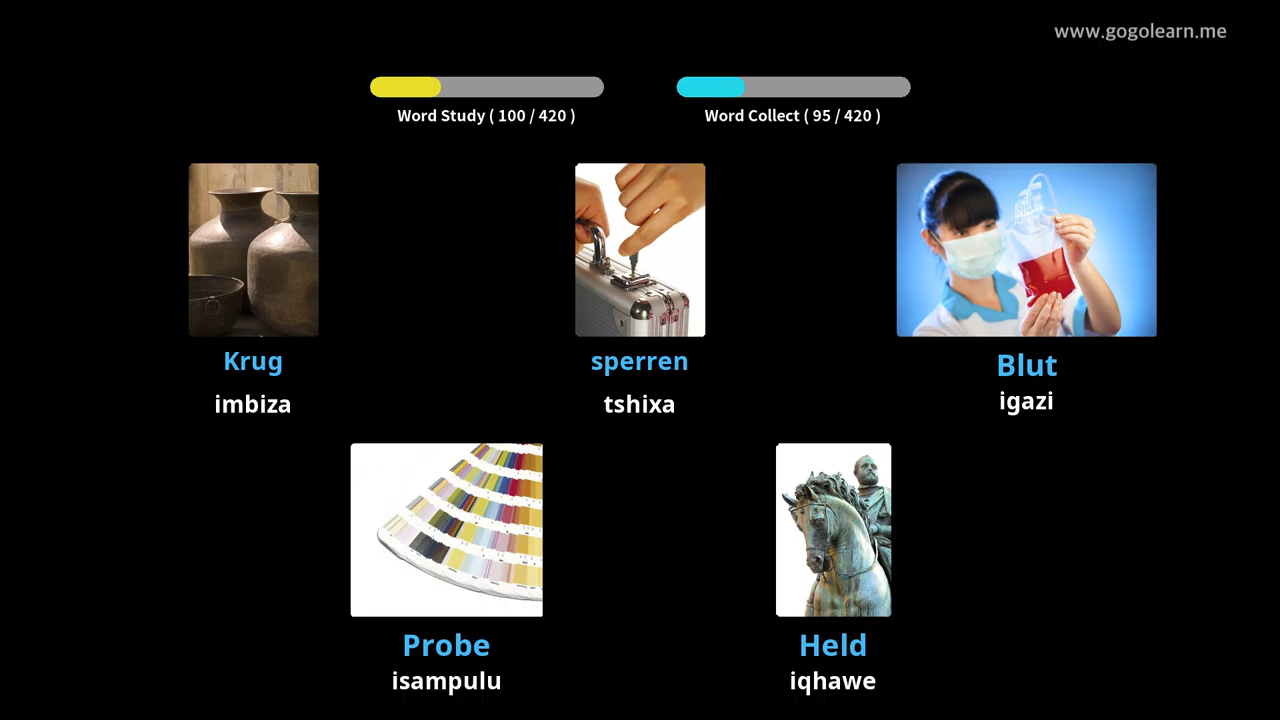 www.gogolearn.me
Word Study ( 100 / 420 )
Word Collect ( 95 / 420 )
Krug
imbiza
sperren
tshixa
Blut
igazi
Probe
isampulu
Held
iqhawe